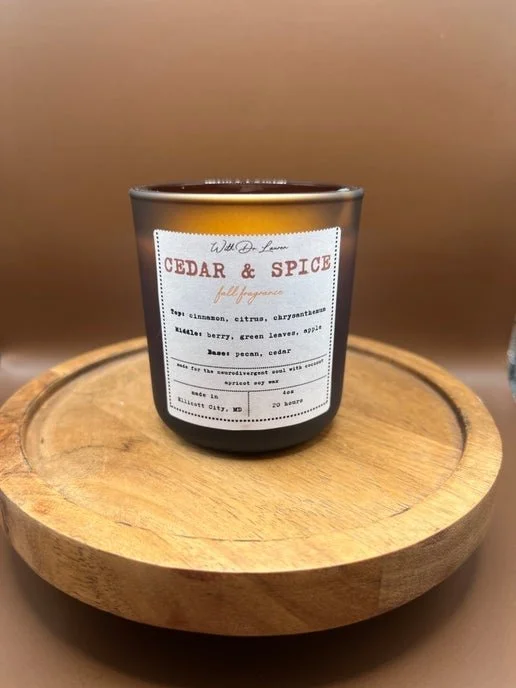 With Dr. Lauren
CEDAR & SPICE
fall fragrance
Top: cinnamon, citrus, chrysanthemum
Middle: berry, green leaves, apple
Base: pecan, cedar
made for the neurodivergent soul with coconut
apricot soy wax
made in
Ellicott City, MD
4oz
20 hours